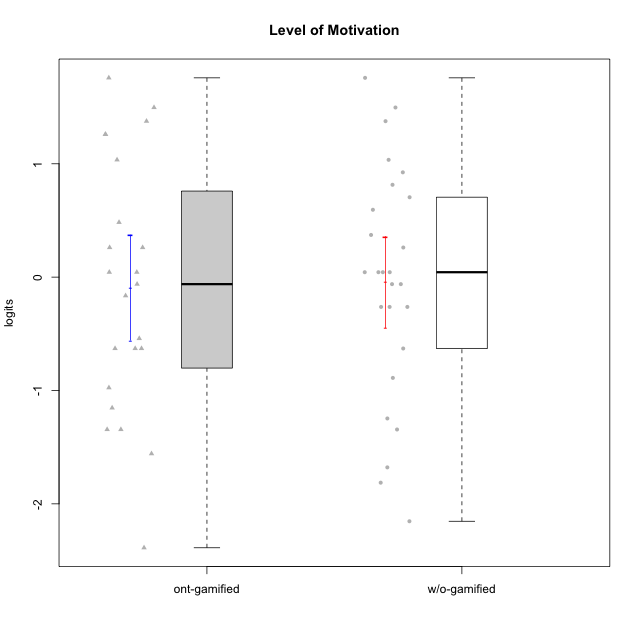 Level of Motivation
logits
1
0
-1
-2
ont-gamified w/o-gamified